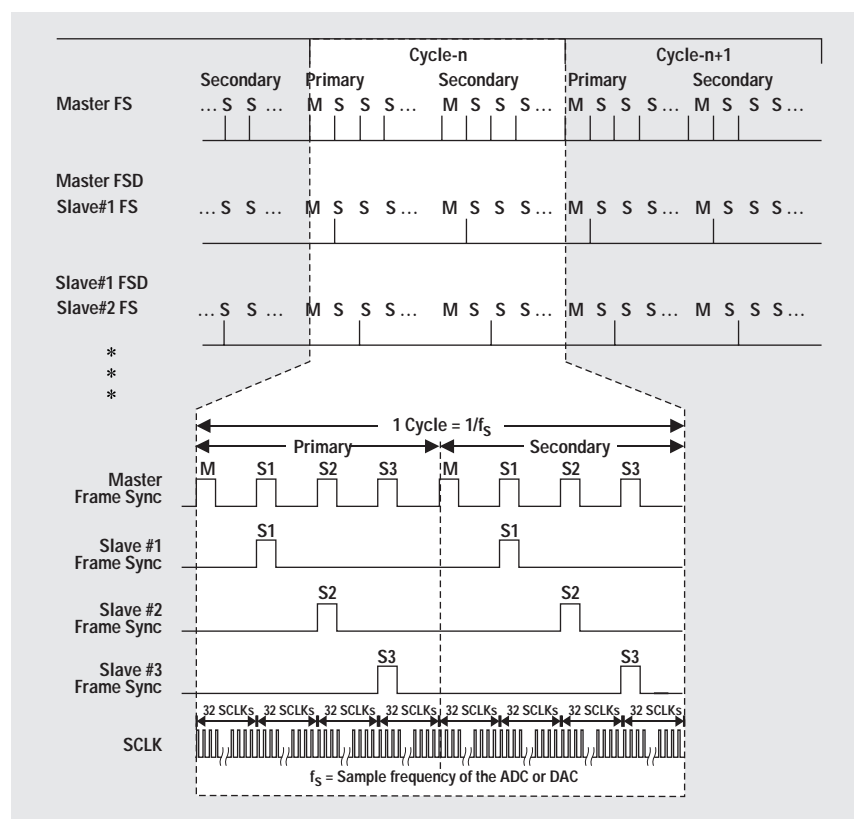 Cycle-n Cycle-n+1
Secondary Primary Secondary Primary Secondary
Master FS ... S S ... M S S S ... M S S S ... M S S S ... M S S S ...
Master FSD
Slave#1 FS ... S S ... M S S S ... M S S S ... M S S S ... M S S S ...
Slave#1 FSD
Slave#2 FS ... S S ... M S S S ... M S S S ... M S S S ... M S S S ...
*
*
*
1 Cycle = 1/fS
Primary Secondary
M S1 S2 S3 M S1 S2 S3
Master
Frame Sync
S1 S1
Slave #1
Frame Sync
S2 S2
Slave #2
Frame Sync
S3 S3
Slave #3
Frame Sync
32 SCLKs 32 SCLKs 32 SCLKs 32 SCLKs 32 SCLKs 32 SCLKs 32 SCLKs 32 SCLKs
SCLK
fS = Sample frequency of the ADC or DAC